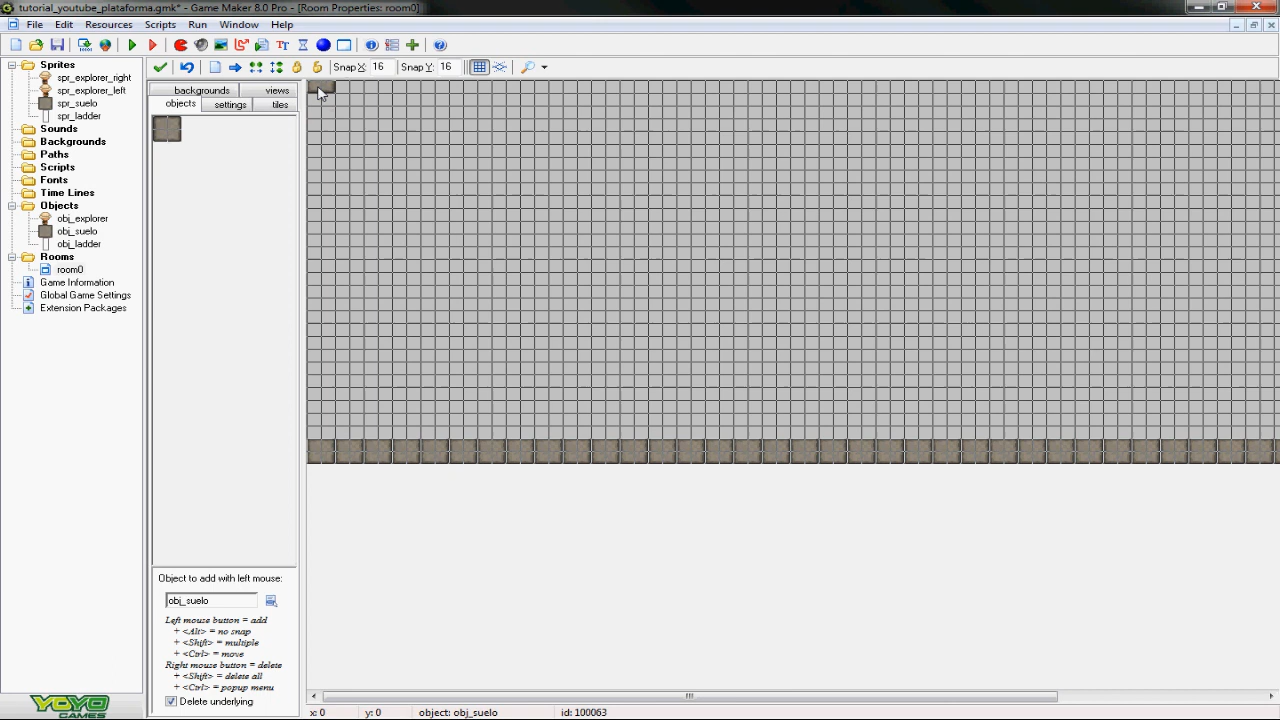 tutorial_youtube_plataforma.gmk* - Game Maker 8.0 Pro - [Room Properties: room0]
File Edit Resources Scripts Run Window Help
Snap X: 16 Snap Y: 16
Sprites
spr_explorer_right
spr_explorer_left
spr_suelo
spr_ladder
Sounds
Backgrounds
Paths
Scripts
Fonts
Time Lines
Objects
obj_explorer
obj_suelo
obj_ladder
Rooms
room0
Game Information
Global Game Settings
Extension Packages
backgrounds views
objects settings tiles
Object to add with left mouse:
obj_suelo
Left mouse button = add
+ <Alt> = no snap
+ <Shift> = multiple
+ <Ctrl> = move
Right mouse button = delete
+ <Shift> = delete all
+ <Ctrl> = popup menu
Delete underlying
YOYO
GAMES
x: 0 y: 0 object: obj_suelo id: 100063